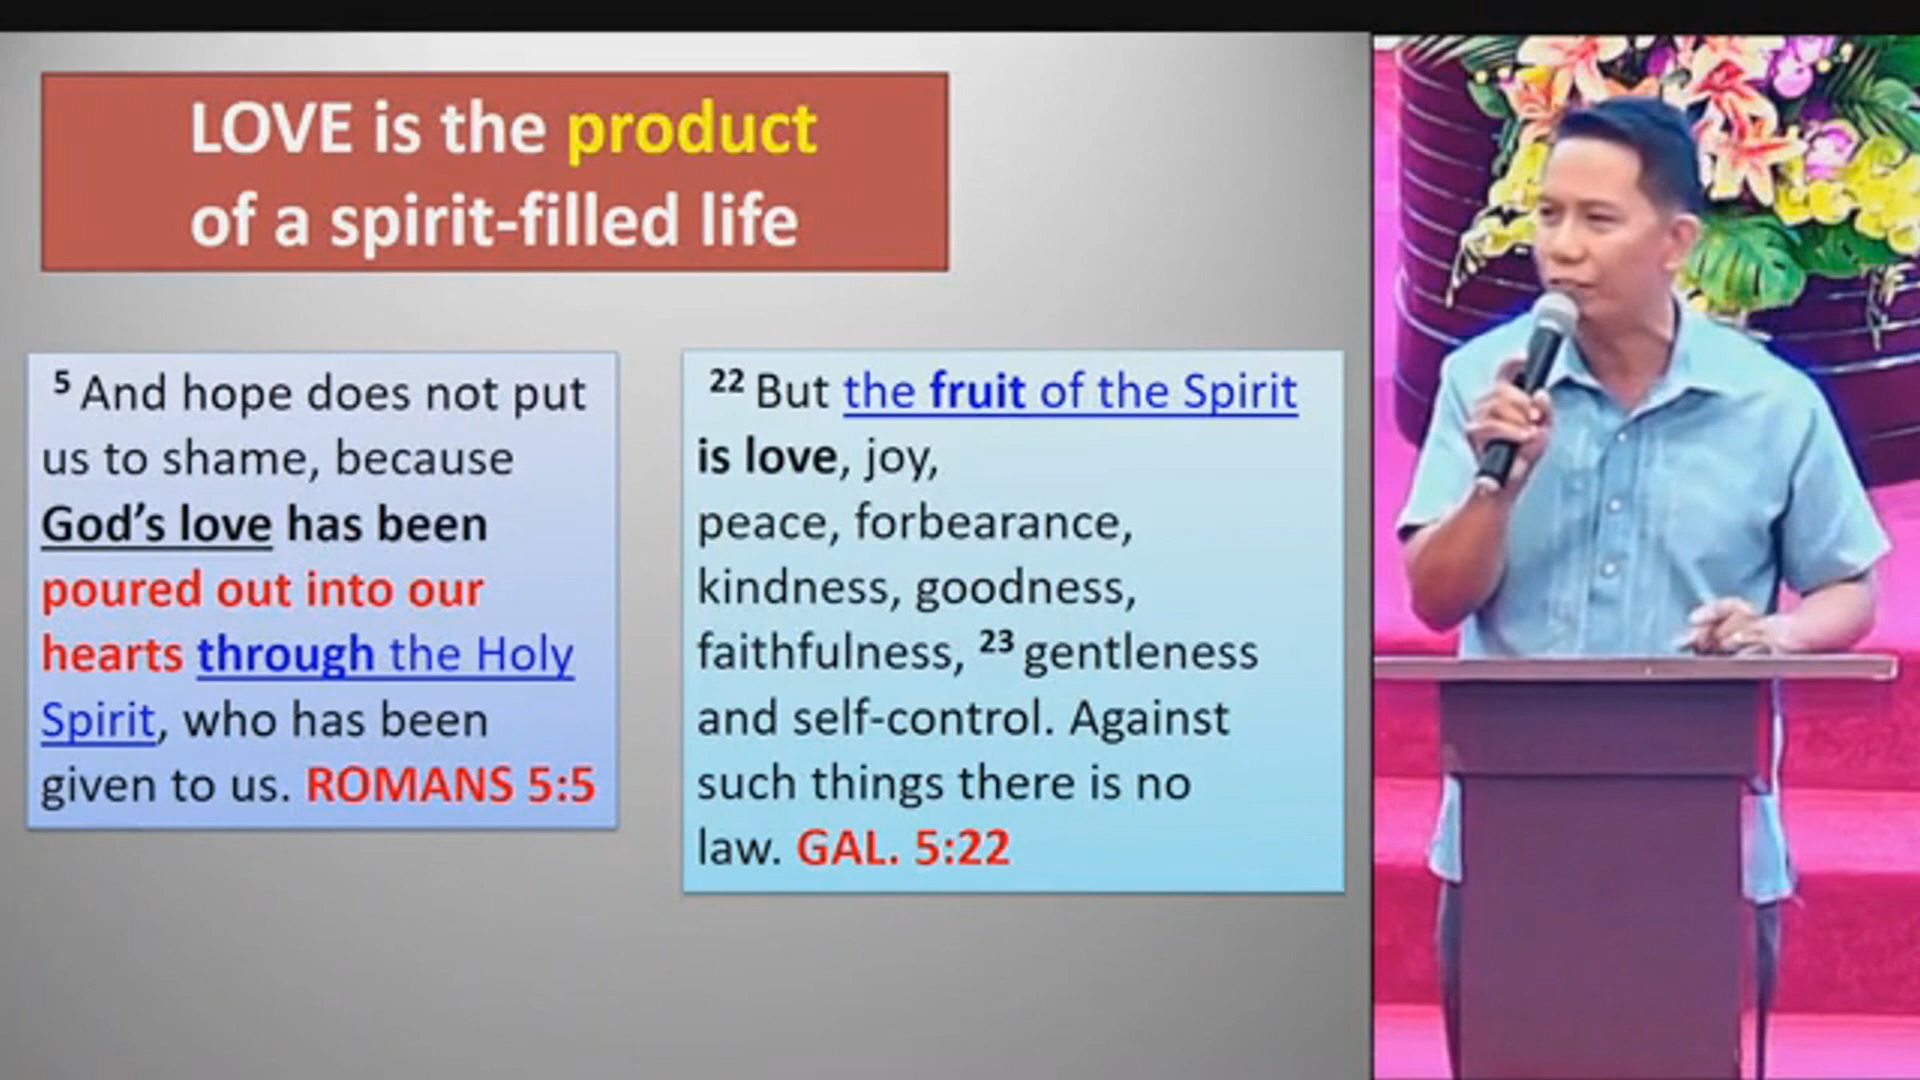 LOVE is the product
of a spirit-filled life
5 And hope does not put
us to shame, because
God’s love has been
poured out into our
hearts through the Holy
Spirit, who has been
given to us. ROMANS 5:5
22 But the fruit of the Spirit
is love, joy,
peace, forbearance,
kindness, goodness,
faithfulness, 23 gentleness
and self-control. Against
such things there is no
law. GAL. 5:22